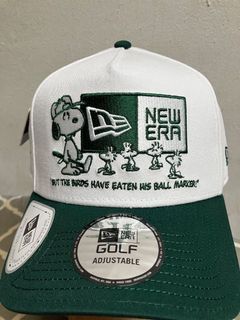 NEW
ERA
"BUT THE BIRDS HAVE EATEN HIS BALL MARKER!"
GOLF
ADJUSTABLE